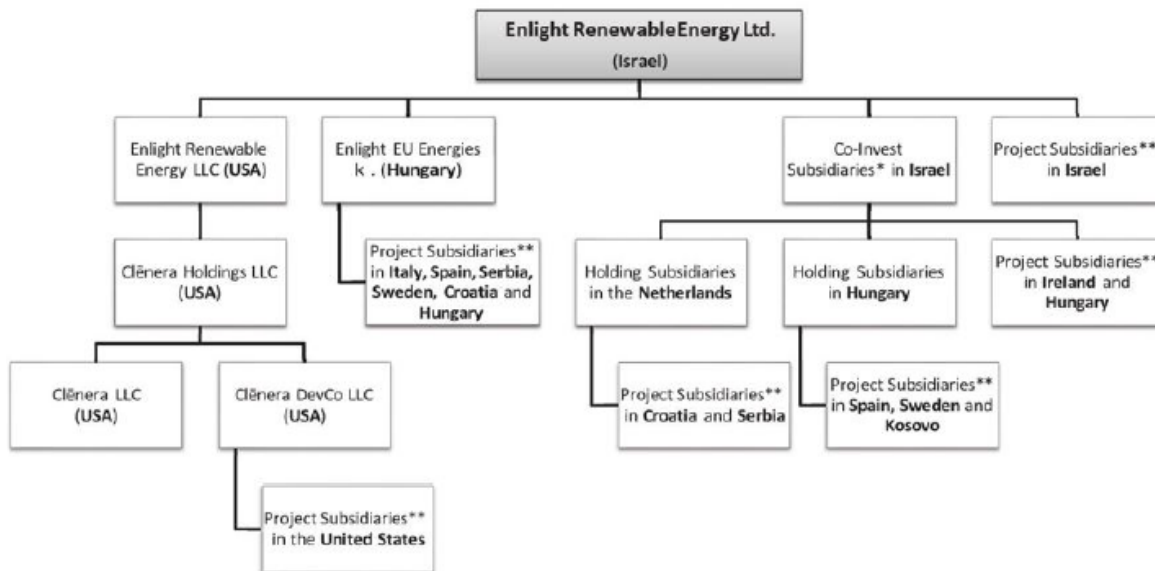 Enlight RenewableEnergy Ltd.
(Israel)
Enlight Renewable
Energy LLC (USA)
Enlight EU Energies
k . (Hungary)
Co-Invest
Subsidiaries* in Israel
Project Subsidiaries**
in Israel
Clēnera Holdings LLC
(USA)
Project Subsidiaries**
in Italy, Spain, Serbia,
Sweden, Croatia and
Hungary
Holding Subsidiaries
in the Netherlands
Holding Subsidiaries
in Hungary
Project Subsidiaries**
in Ireland and
Hungary
Clēnera LLC
(USA)
Clēnera DevCo LLC
(USA)
Project Subsidiaries**
in Croatia and Serbia
Project Subsidiaries**
in Spain, Sweden and
Kosovo
Project Subsidiaries**
in the United States